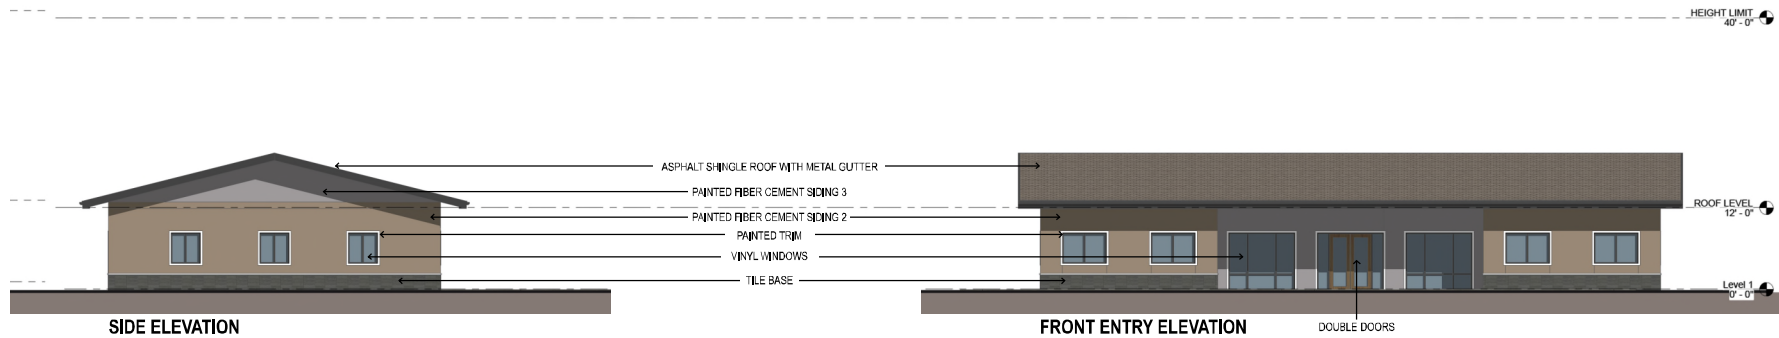 HEIGHT LIMIT
40' - 0"
ASPHALT SHINGLE ROOF WITH METAL GUTTER
PAINTED FIBER CEMENT SIDING 3
ROOF LEVEL
12' - 0"
PAINTED FIBER CEMENT SIDING 2
PAINTED TRIM
VINYL WINDOWS
TILE BASE
Level 1
0' - 0"
SIDE ELEVATION
FRONT ENTRY ELEVATION
DOUBLE DOORS